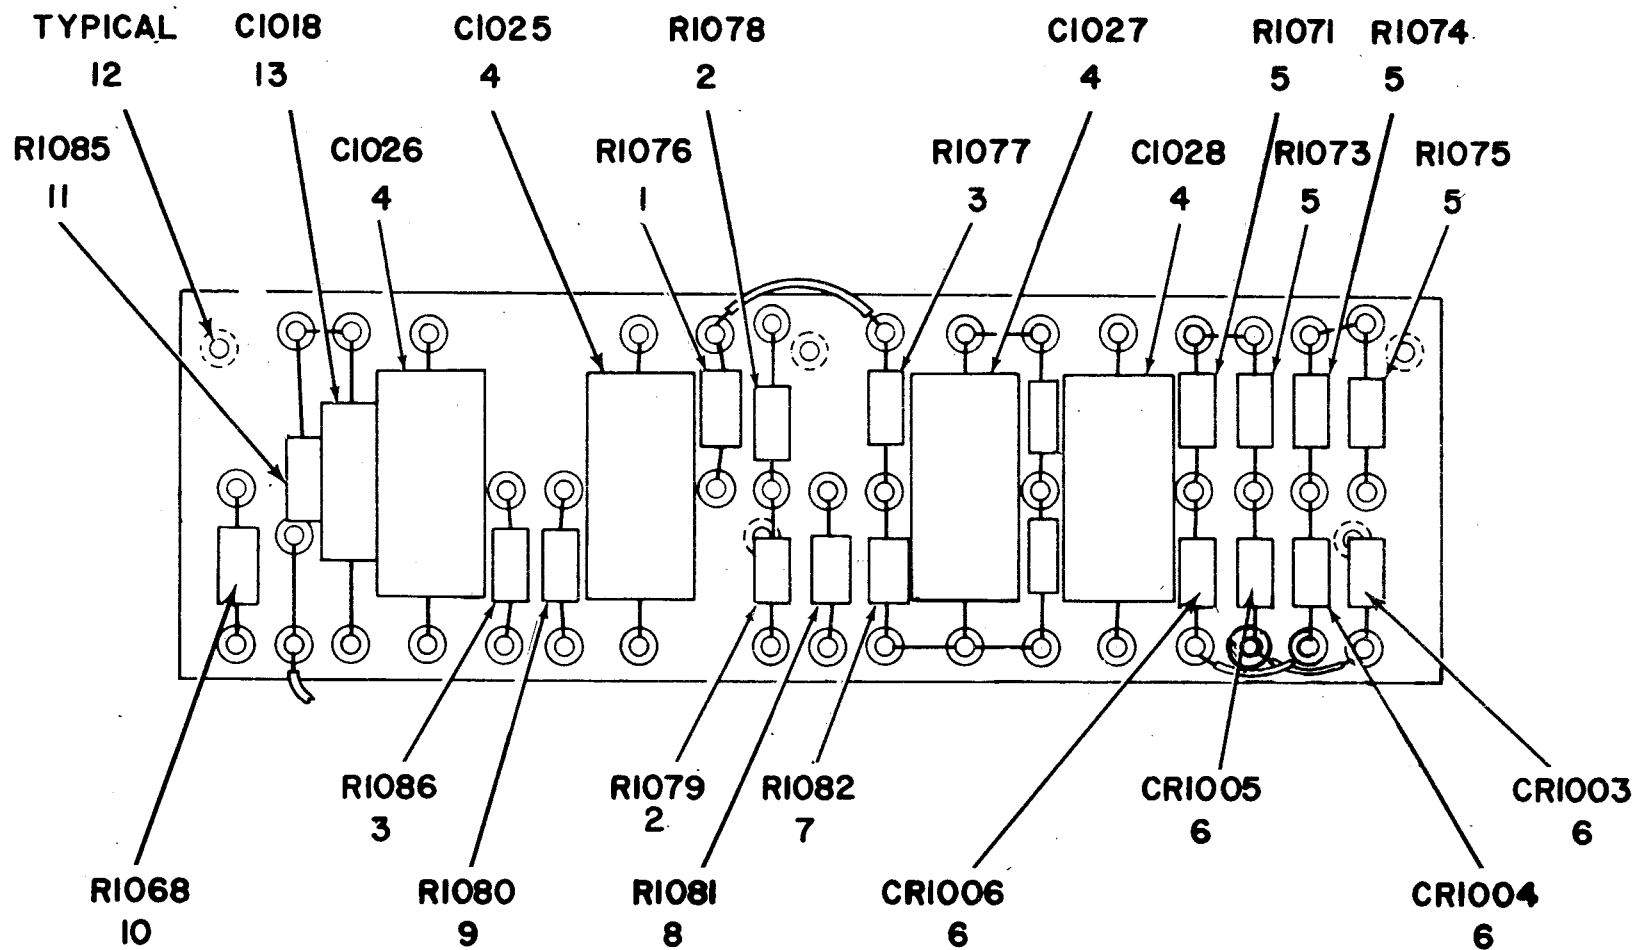 TYPICAL C1018 C1025 R1078 C1027 R1071 R1074
12 13 4 2 4 5 5
R1085 C1026 R1076 R1077 C1028 R1073 R1075
11 4 1 3 4 5 5
R1086 R1079 R1082 CR1005 CR1003
3 2 7 6 6
R1068 R1080 R1081 CR1006 CR1004
10 9 8 6 6